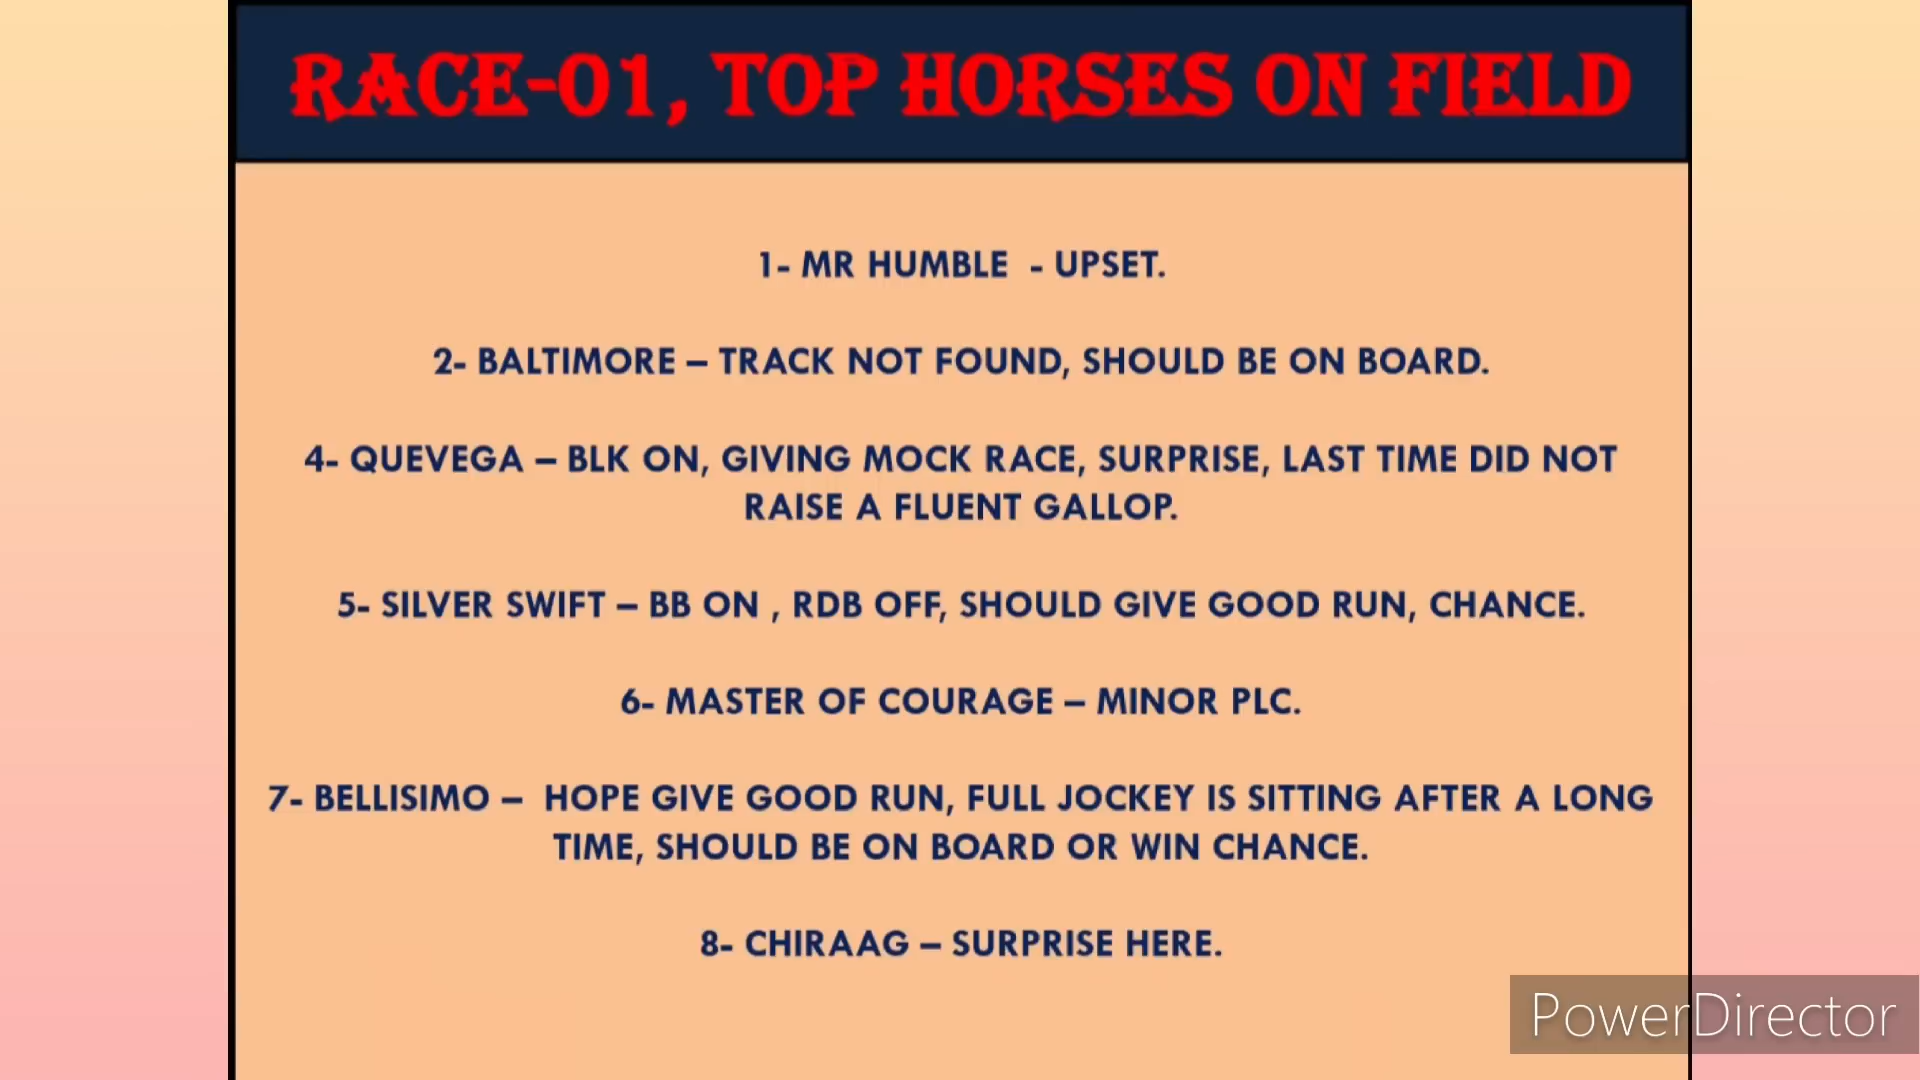 RACE-01, TOP HORSES ON FIELD
1- MR HUMBLE - UPSET.
2- BALTIMORE – TRACK NOT FOUND, SHOULD BE ON BOARD.
4- QUEVEGA – BLK ON, GIVING MOCK RACE, SURPRISE, LAST TIME DID NOT
RAISE A FLUENT GALLOP.
5- SILVER SWIFT – BB ON , RDB OFF, SHOULD GIVE GOOD RUN, CHANCE.
6- MASTER OF COURAGE – MINOR PLC.
7- BELLISIMO – HOPE GIVE GOOD RUN, FULL JOCKEY IS SITTING AFTER A LONG
TIME, SHOULD BE ON BOARD OR WIN CHANCE.
8- CHIRAAG – SURPRISE HERE.
PowerDirector